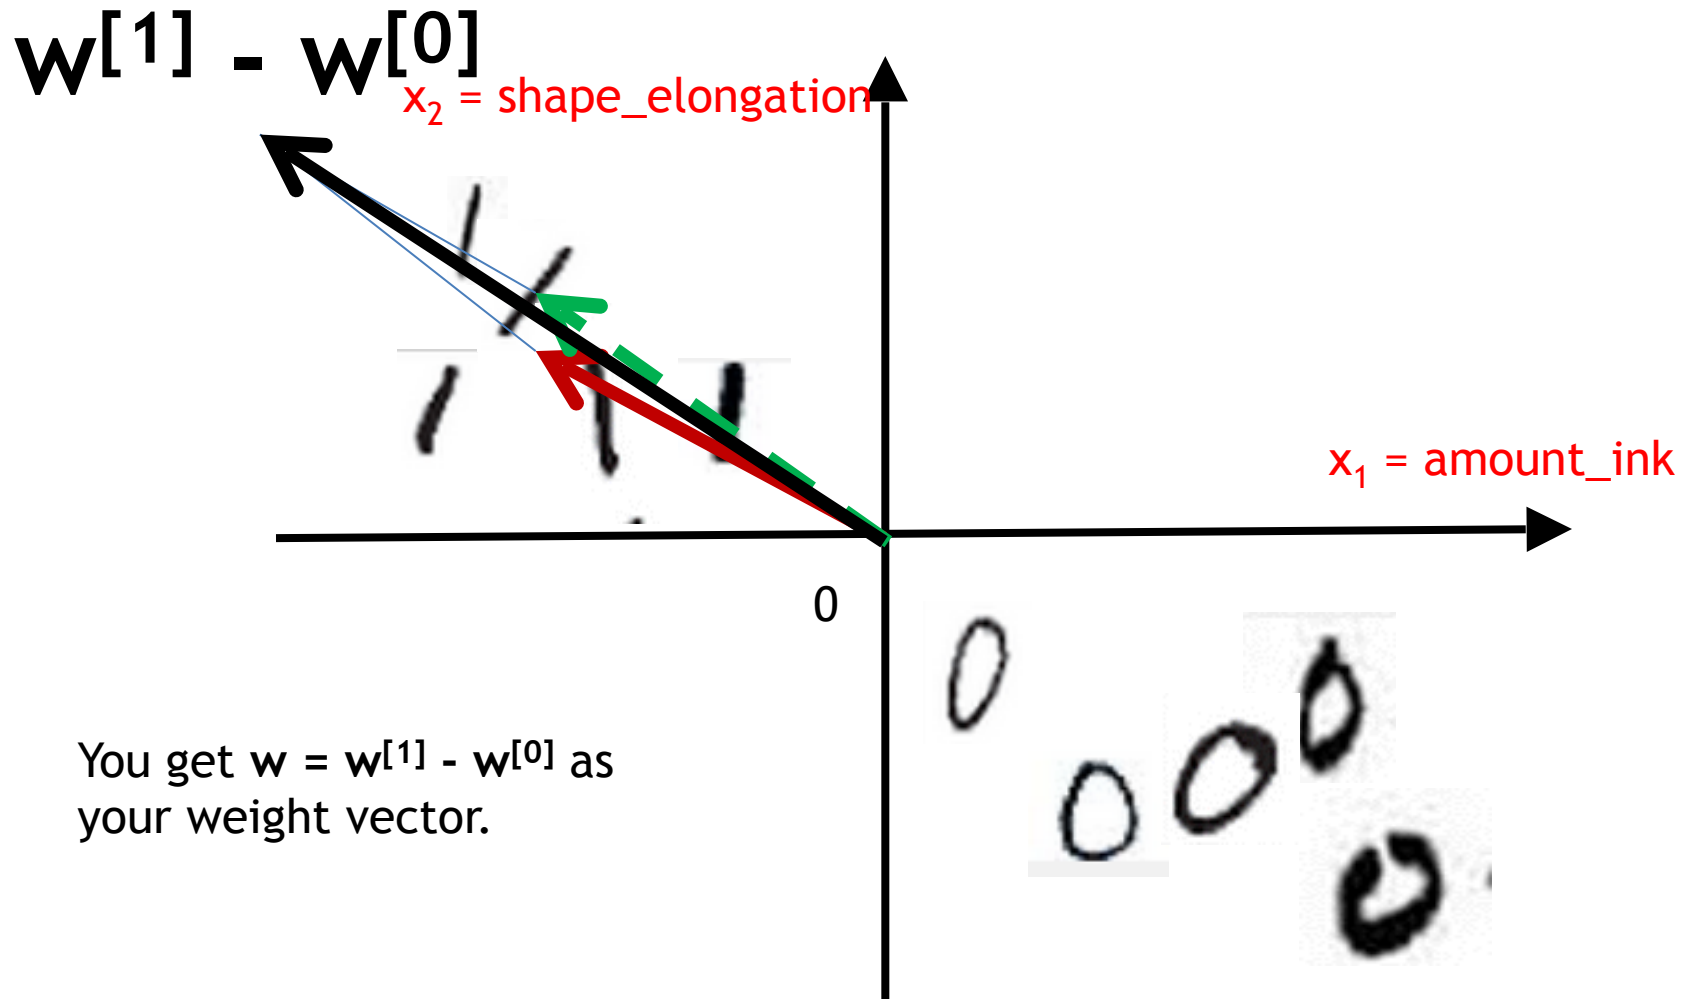 w[1] - w[0]
x2 = shape_elongation
x1 = amount_ink
0
You get w = w[1] - w[0] as
your weight vector.